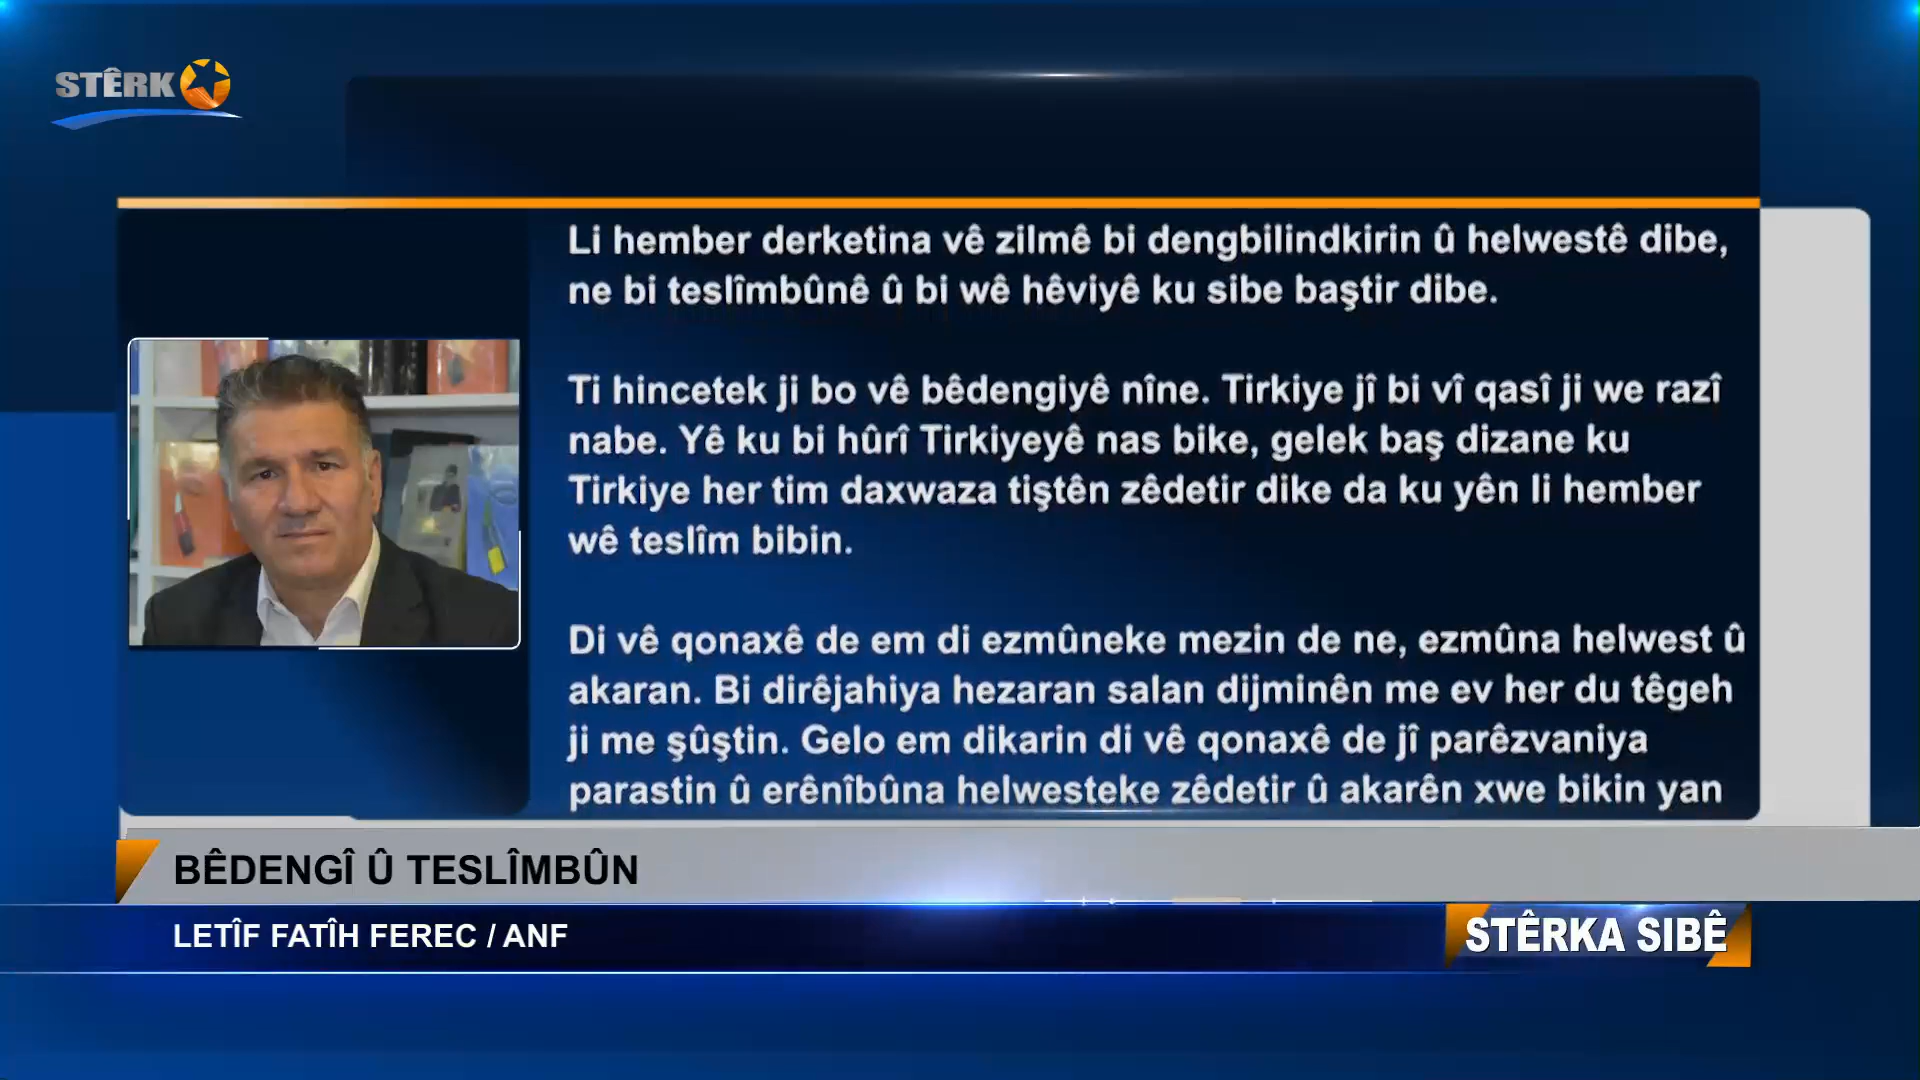 STÊRK
Li hember derketina vê zilmê bi dengbilindkirin û helwestê dibe,
ne bi teslîmbûnê û bi wê hêviyê ku sibe baştir dibe.
Ti hincetek ji bo vê bêdengiyê nîne. Tirkiye jî bi vî qasî ji we razî
nabe. Yê ku bi hûrî Tirkiyeyê nas bike, gelek baş dizane ku
Tirkiye her tim daxwaza tiştên zêdetir dike da ku yên li hember
wê teslîm bibin.
Di vê qonaxê de em di ezmûneke mezin de ne, ezmûna helwest û
akaran. Bi dirêjahiya hezaran salan dijminên me ev her du têgeh
ji me şûştin. Gelo em dikarin di vê qonaxê de jî parêzvaniya
parastin û erênîbûna helwesteke zêdetir û akarên xwe bikin yan
BÊDENGÎ Û TESLÎMBÛN
LETÎF FATÎH FEREC / ANF
STÊRKA SIBÊ